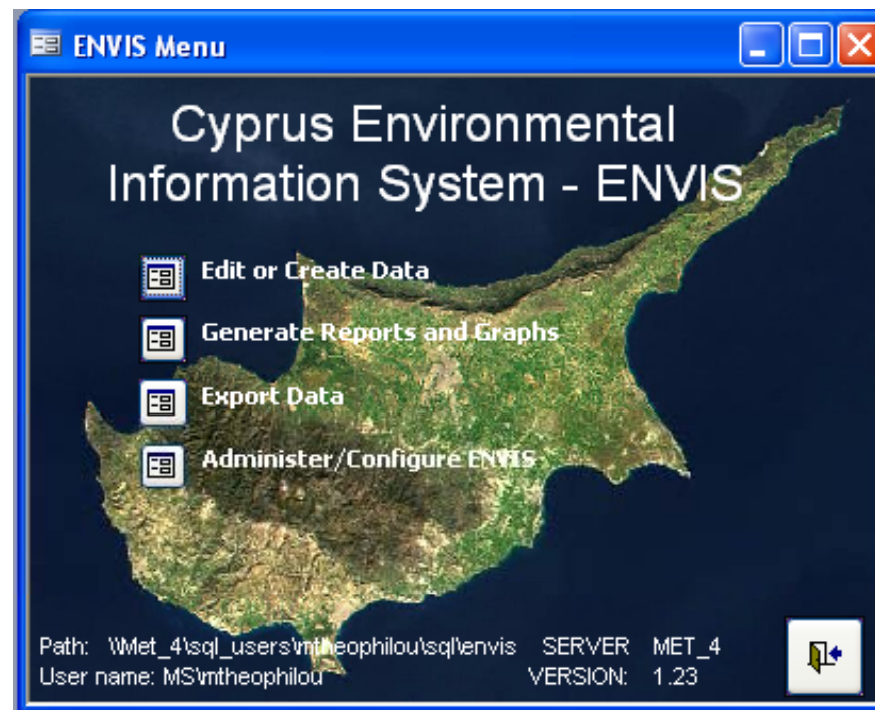 ENVIS Menu
Cyprus Environmental
Information System - ENVIS
Edit or Create Data
Generate Reports and Graphs
Export Data
Administer/Configure ENVIS
Path: \\Met_4\sql_users\mtheophilou\sql\envis SERVER MET_4
User name: MS\mtheophilou VERSION: 1.23